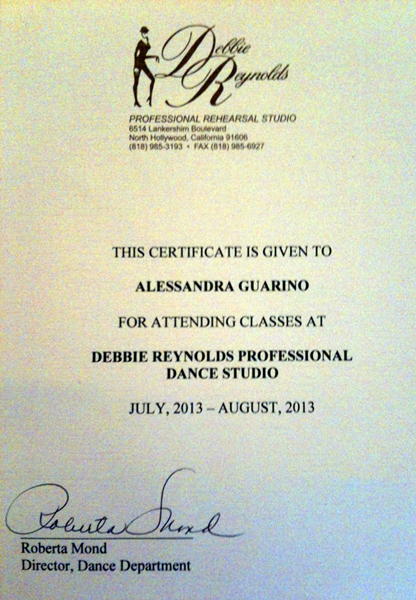 Debbie
Reynolds
PROFESSIONAL REHEARSAL STUDIO
6514 Lankershim Boulevard
North Hollywood, California 91606
(818) 985-3193 • FAX (818) 985-6927
THIS CERTIFICATE IS GIVEN TO
ALESSANDRA GUARINO
FOR ATTENDING CLASSES AT
DEBBIE REYNOLDS PROFESSIONAL
DANCE STUDIO
JULY, 2013 – AUGUST, 2013
Roberta Mond
Roberta Mond
Director, Dance Department